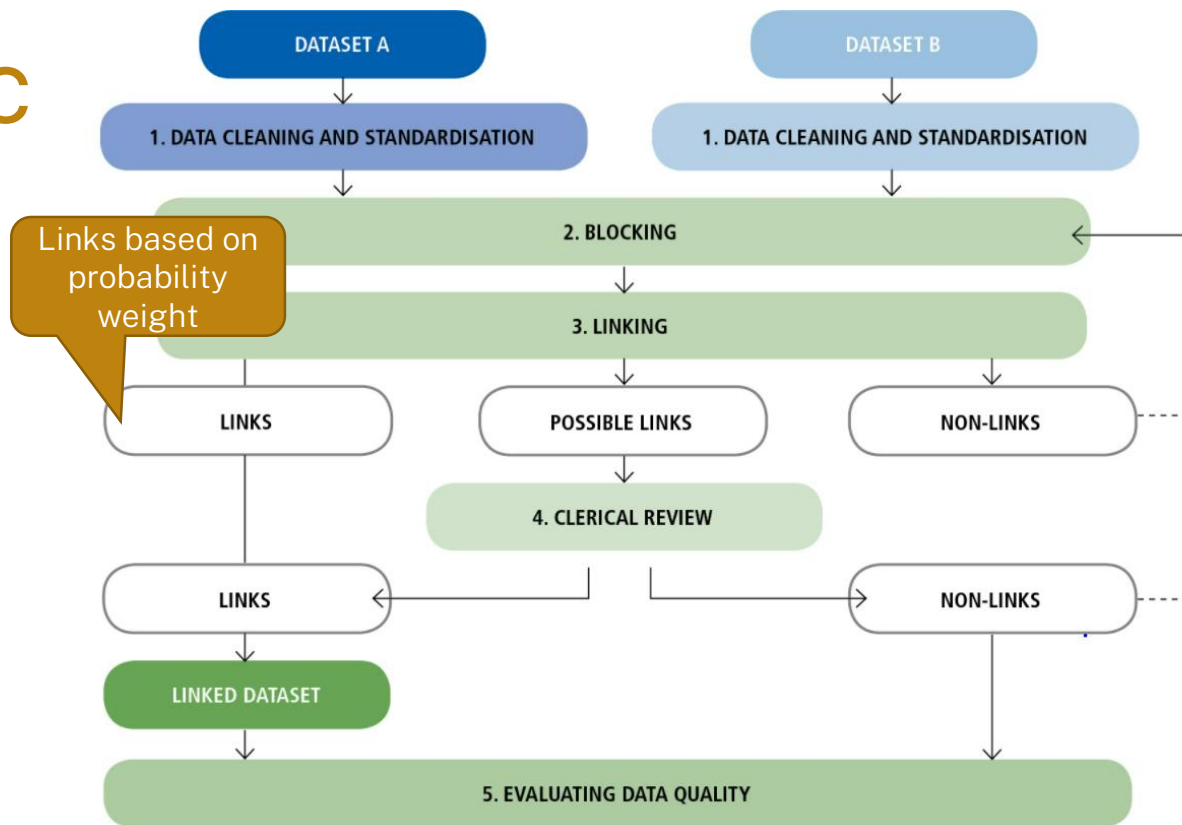 C
DATASET A
DATASET B
1. DATA CLEANING AND STANDARDISATION
1. DATA CLEANING AND STANDARDISATION
2. BLOCKING
Links based on
probability
weight
3. LINKING
LINKS
POSSIBLE LINKS
NON-LINKS
4. CLERICAL REVIEW
LINKS
NON-LINKS
LINKED DATASET
5. EVALUATING DATA QUALITY